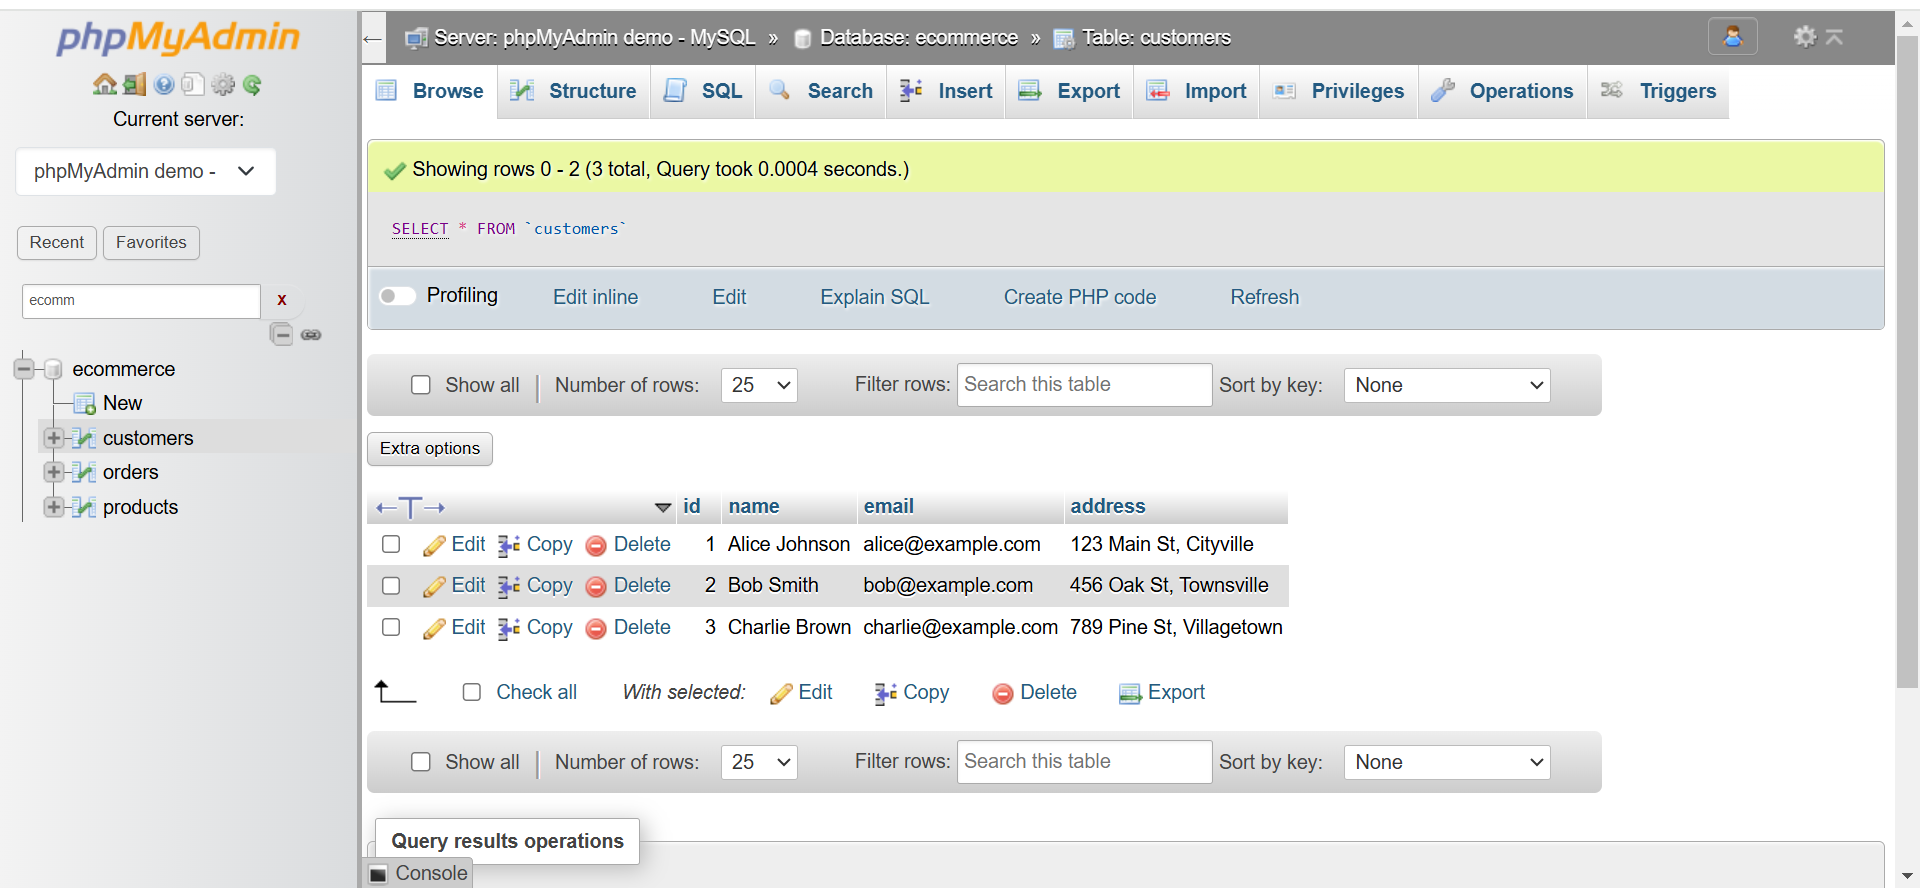 phpMyAdmin
Current server:
phpMyAdmin demo -
Recent
Favorites
ecomm
X
ecommerce
New
customers
orders
products
← Server: phpMyAdmin demo - MySQL » Database: ecommerce » Table: customers
Browse Structure SQL Search Insert Export Import Privileges Operations Triggers
Showing rows 0 - 2 (3 total, Query took 0.0004 seconds.)
SELECT * FROM `customers`
Profiling Edit inline Edit Explain SQL Create PHP code Refresh
Show all | Number of rows: 25 Filter rows: Search this table Sort by key: None
Extra options
←T→ id name email address
Edit Copy Delete 1 Alice Johnson alice@example.com 123 Main St, Cityville
Edit Copy Delete 2 Bob Smith bob@example.com 456 Oak St, Townsville
Edit Copy Delete 3 Charlie Brown charlie@example.com 789 Pine St, Villagetown
Check all With selected: Edit Copy Delete Export
Show all | Number of rows: 25 Filter rows: Search this table Sort by key: None
Query results operations
Console